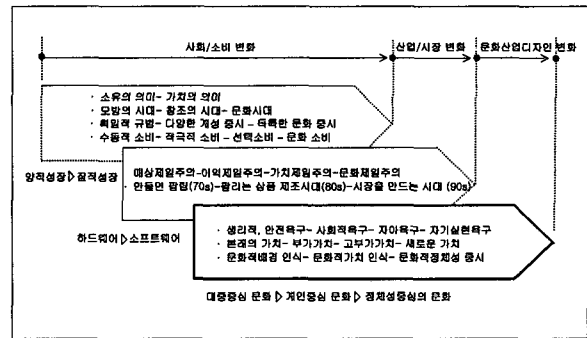 사회/소비 변화
산업/시장 변화
문화산업디자인 변화
· 소유의 의미- 가치의 의미
· 모방의 시대- 창조의 시대- 문화시대
· 획일적 규범- 다양한 개성 중시 - 독특한 문화 중시
· 수동적 소비- 적극적 소비 - 선택소비 - 문화 소비
양적성장 ▷ 질적성장
매상제일주의-이익제일주의-가치제일주의-문화제일주의
· 만들면 팔림(70s)-팔리는 상품 제조시대(80s)-시장을 만드는 시대 (90s)
하드웨어 ▷ 소프트웨어
· 생리적, 안전욕구- 사회적욕구- 자아욕구- 자기실현욕구
· 본래의 가치- 부가가치- 고부가가치- 새로운 가치
· 문화적배경 인식- 문화적가치 인식- 문화적정체성 중시
대중중심 문화 ▷ 개인중심 문화 ▷ 정체성중심의 문화